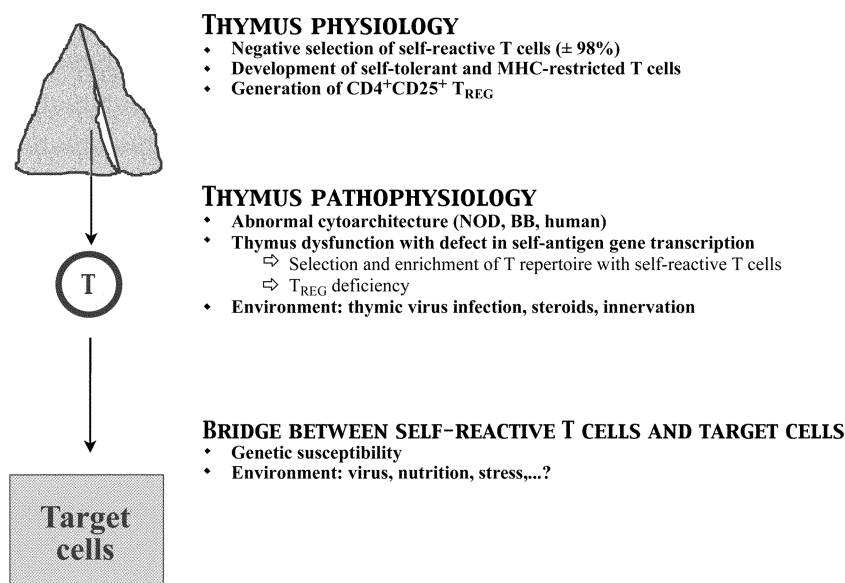 THYMUS PHYSIOLOGY
• Negative selection of self-reactive T cells (± 98%)
• Development of self-tolerant and MHC-restricted T cells
• Generation of CD4⁺CD25⁺ T_REG
THYMUS PATHOPHYSIOLOGY
• Abnormal cytoarchitecture (NOD, BB, human)
• Thymus dysfunction with defect in self-antigen gene transcription
⇨ Selection and enrichment of T repertoire with self-reactive T cells
⇨ T_REG deficiency
• Environment: thymic virus infection, steroids, innervation
T
BRIDGE BETWEEN SELF-REACTIVE T CELLS AND TARGET CELLS
• Genetic susceptibility
• Environment: virus, nutrition, stress,...?
Target
cells